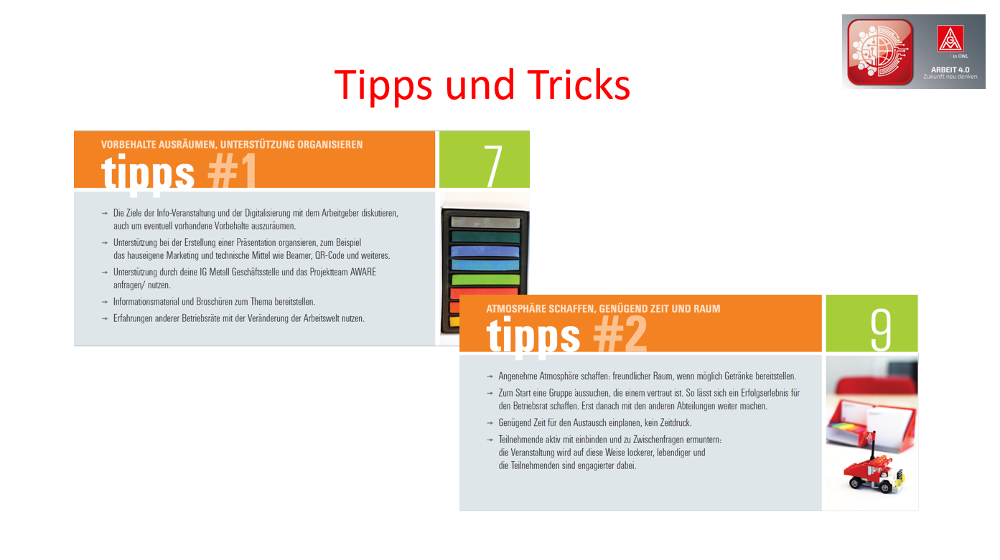 in OWL
ARBEIT 4.0
Zukunft neu denken
Tipps und Tricks
VORBEHALTE AUSRÄUMEN, UNTERSTÜTZUNG ORGANISIEREN
tipps #1
7
→ Die Ziele der Info-Veranstaltung und der Digitalisierung mit dem Arbeitgeber diskutieren,
auch um eventuell vorhandene Vorbehalte auszuräumen.
→ Unterstützung bei der Erstellung einer Präsentation organsieren, zum Beispiel
das hauseigene Marketing und technische Mittel wie Beamer, QR-Code und weiteres.
→ Unterstützung durch deine IG Metall Geschäftsstelle und das Projektteam AWARE
anfragen/ nutzen.
→ Informationsmaterial und Broschüren zum Thema bereitstellen.
→ Erfahrungen anderer Betriebsräte mit der Veränderung der Arbeitswelt nutzen.
ATMOSPHÄRE SCHAFFEN, GENÜGEND ZEIT UND RAUM
tipps #2
9
→ Angenehme Atmosphäre schaffen: freundlicher Raum, wenn möglich Getränke bereitstellen.
→ Zum Start eine Gruppe aussuchen, die einem vertraut ist. So lässt sich ein Erfolgserlebnis für
den Betriebsrat schaffen. Erst danach mit den anderen Abteilungen weiter machen.
→ Genügend Zeit für den Austausch einplanen, kein Zeitdruck.
→ Teilnehmende aktiv mit einbinden und zu Zwischenfragen ermuntern:
die Veranstaltung wird auf diese Weise lockerer, lebendiger und
die Teilnehmenden sind engagierter dabei.